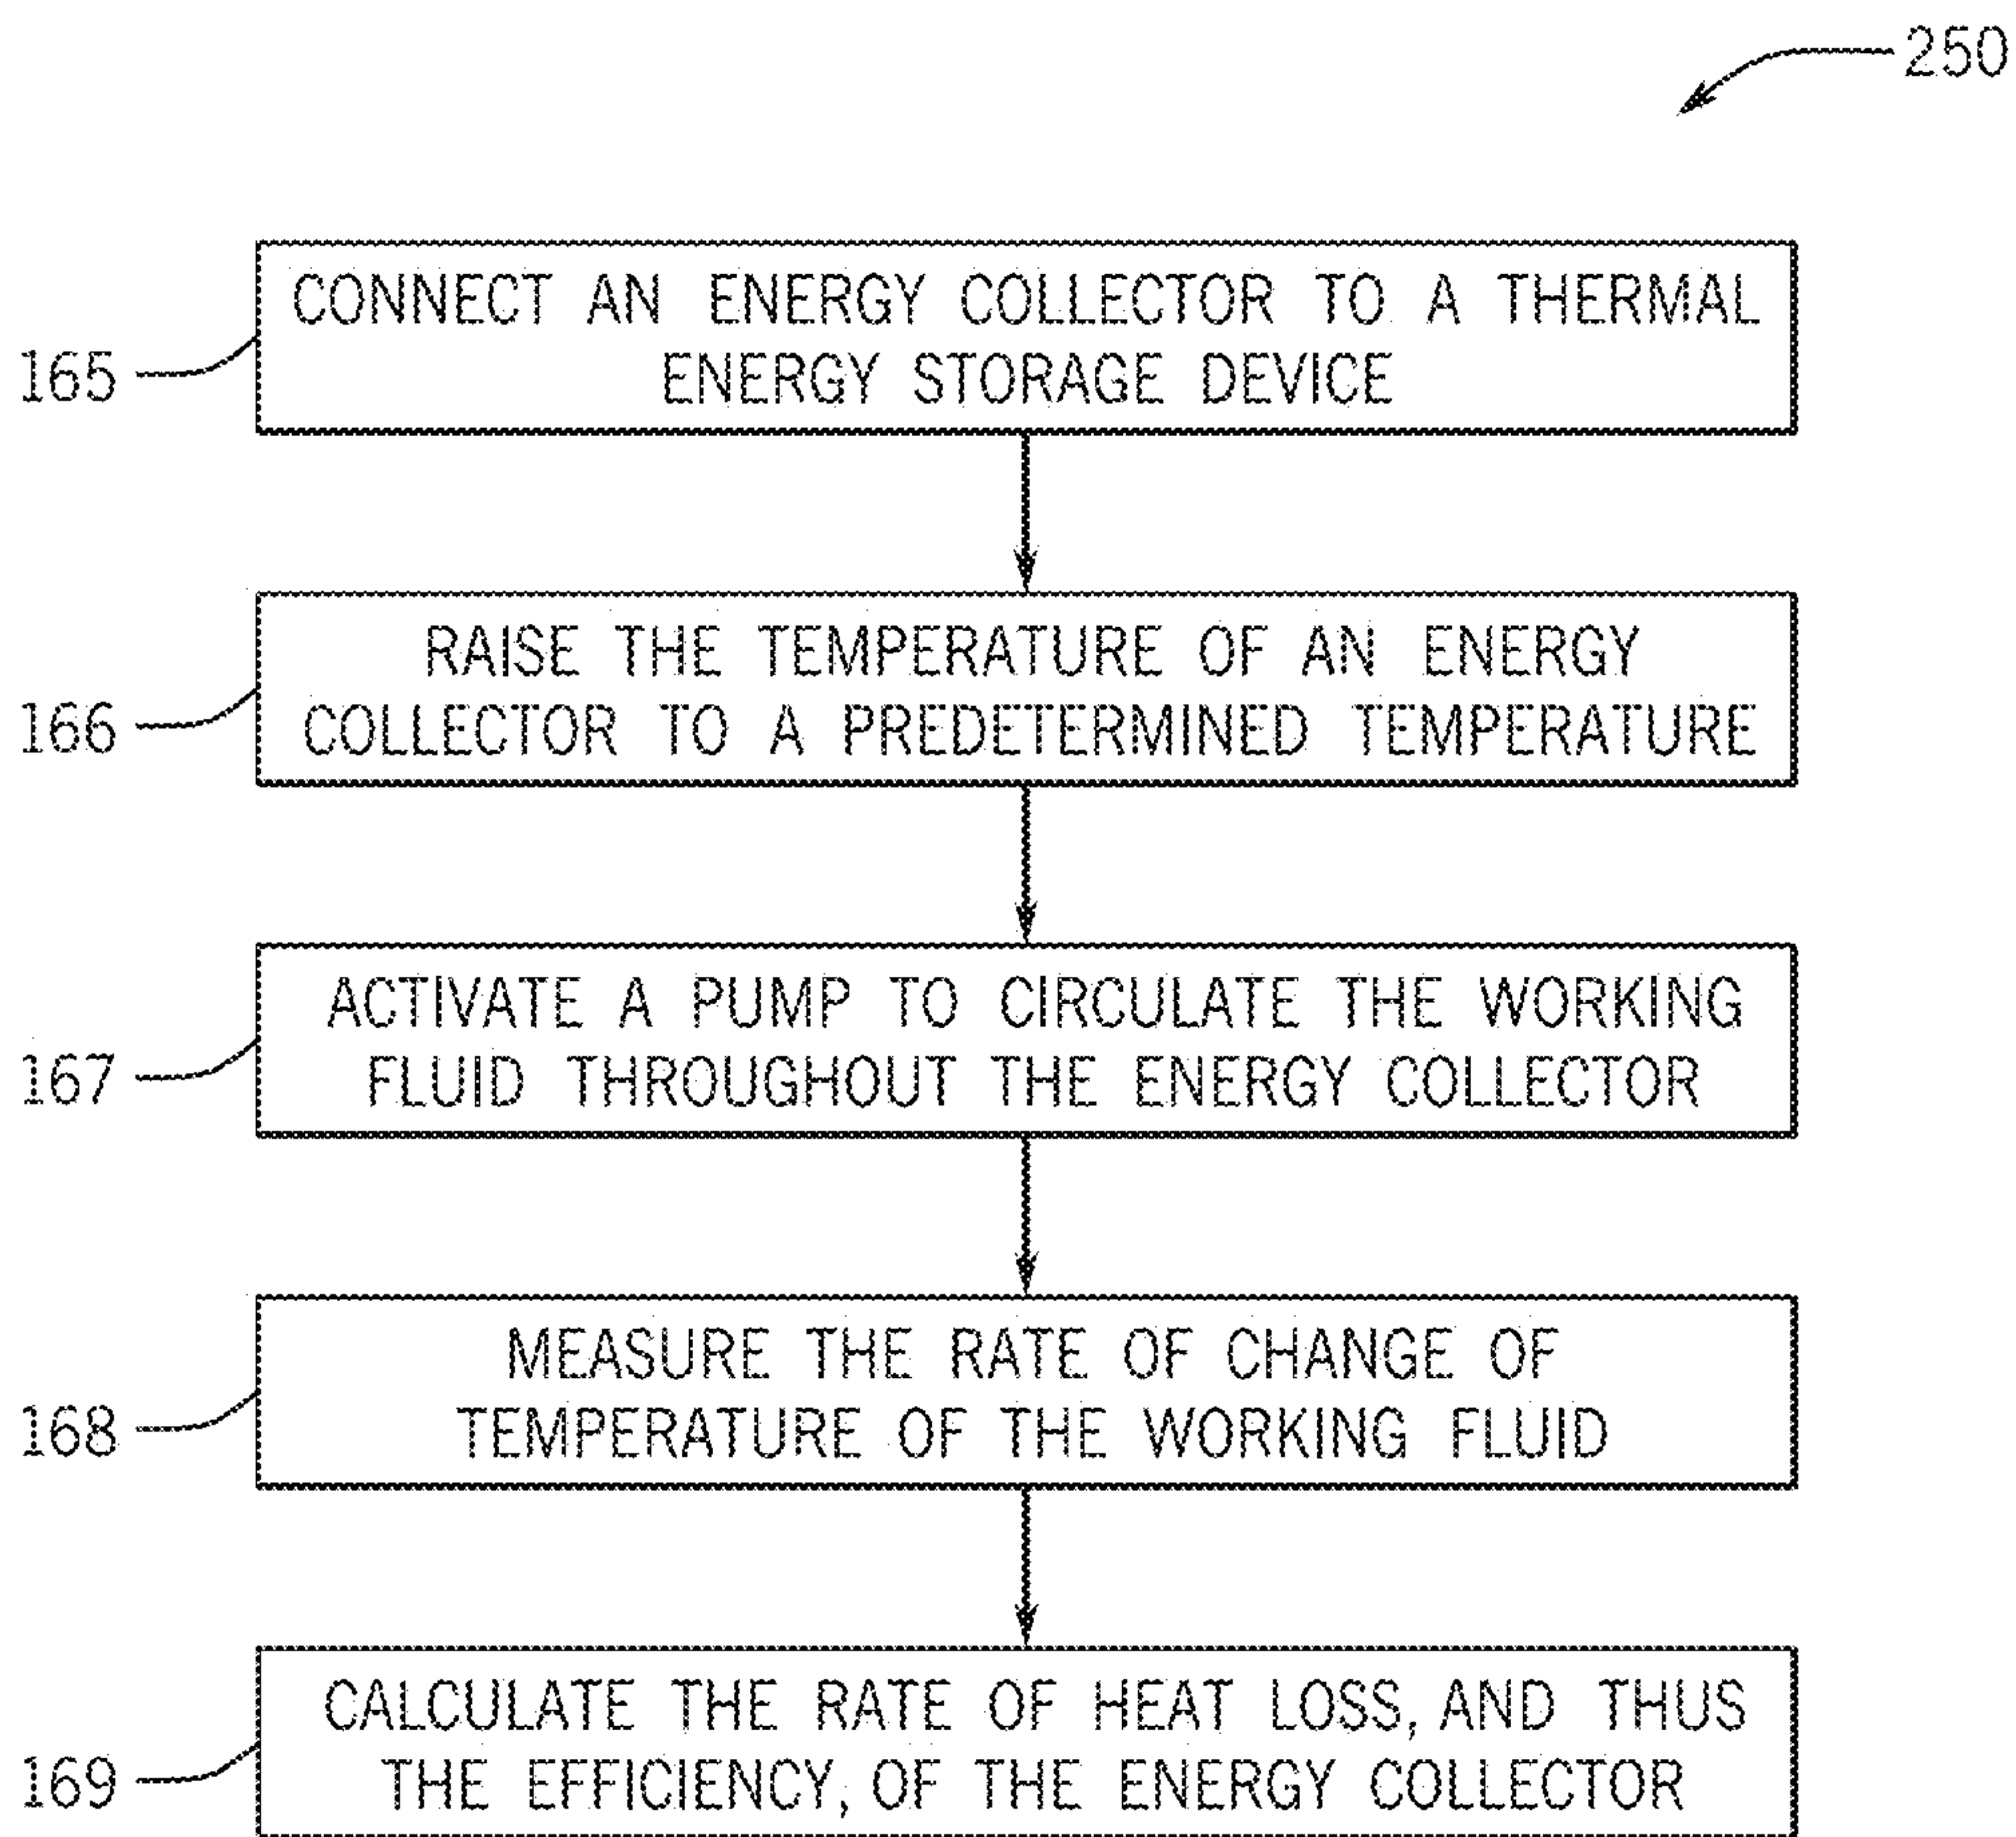 250
CONNECT AN ENERGY COLLECTOR TO A THERMAL
ENERGY STORAGE DEVICE
165
RAISE THE TEMPERATURE OF AN ENERGY
COLLECTOR TO A PREDETERMINED TEMPERATURE
166
ACTIVATE A PUMP TO CIRCULATE THE WORKING
FLUID THROUGHOUT THE ENERGY COLLECTOR
167
MEASURE THE RATE OF CHANGE OF
TEMPERATURE OF THE WORKING FLUID
168
CALCULATE THE RATE OF HEAT LOSS, AND THUS
THE EFFICIENCY, OF THE ENERGY COLLECTOR
169